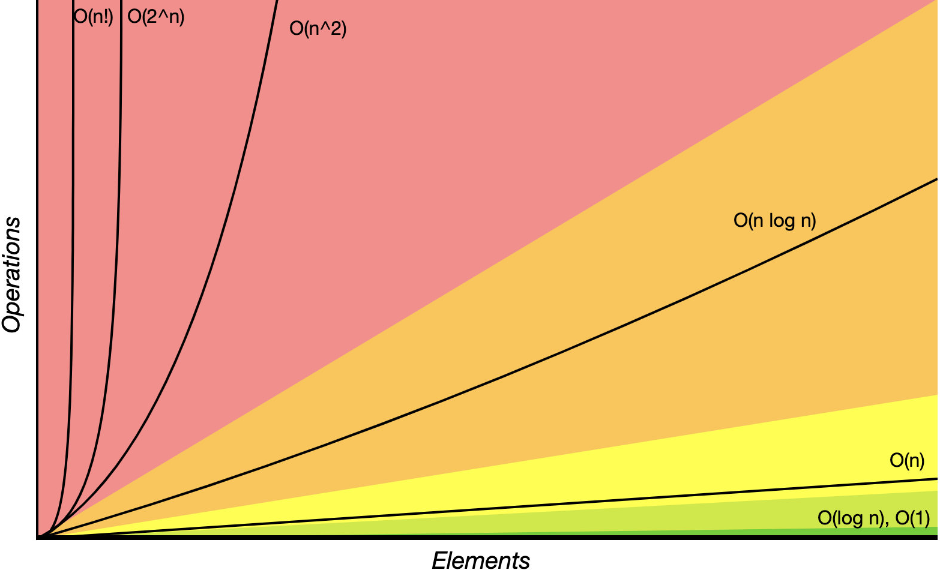 O(n!)
O(2^n)
O(n^2)
O(n log n)
O(n)
O(log n), O(1)
Operations
Elements